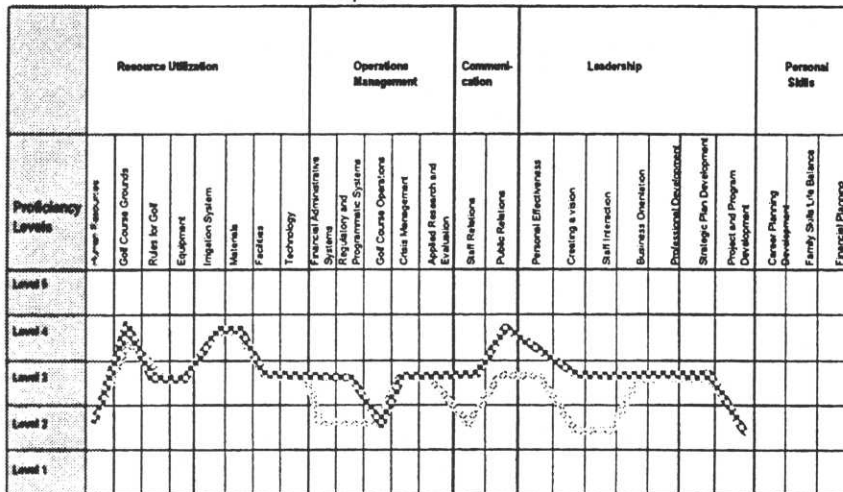 Resource Utilization
Operations
Management
Communi-
cation
Leadership
Personal
Skills
Proficiency
Levels
Human Resources
Golf Course Grounds
Rules for Golf
Equipment
Irrigation System
Materials
Facilities
Technology
Financial Administrative
Systems
Regulatory and
Programmatic Systems
Golf Course Operations
Crisis Management
Applied Research and
Evaluation
Staff Relations
Public Relations
Personal Effectiveness
Creating a vision
Staff Interaction
Business Orientation
Professional Development
Strategic Plan Development
Project and Program
Development
Career Planning
Development
Family Skills/Life Balance
Financial Planning
Level 5
Level 4
Level 3
Level 2
Level 1